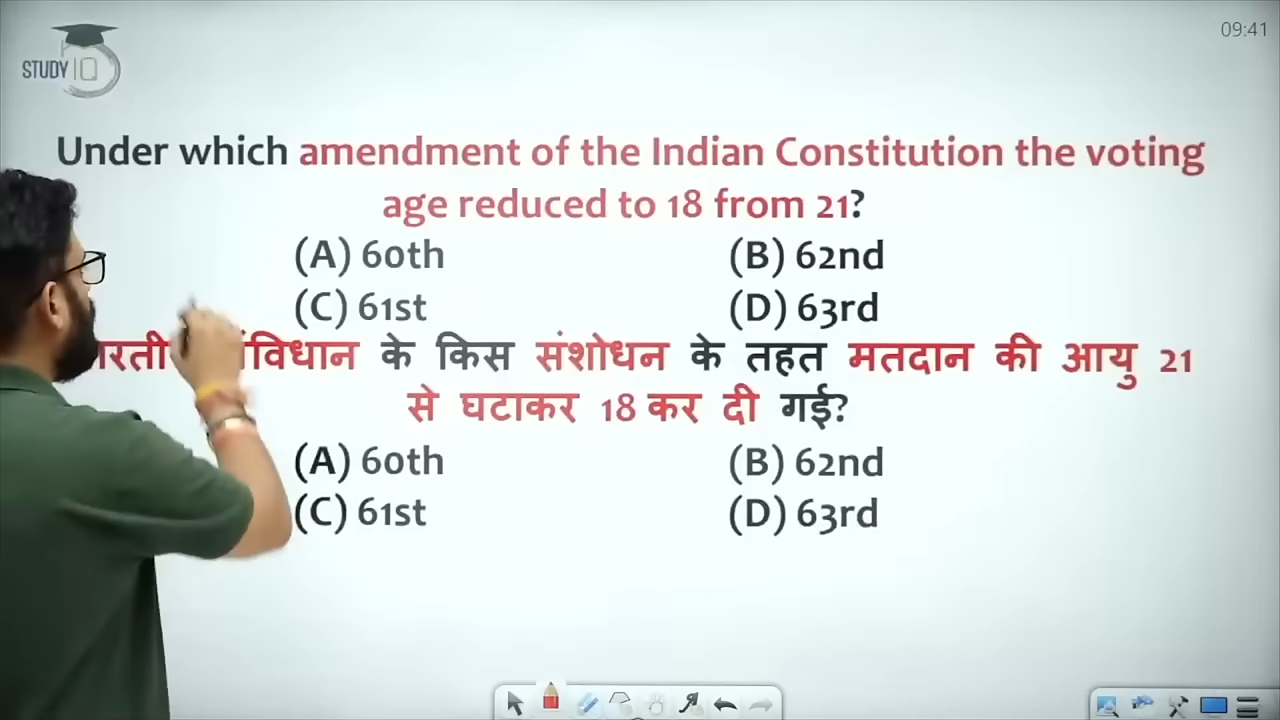 STUDY IQ
09:41
Under which amendment of the Indian Constitution the voting
age reduced to 18 from 21?
(A) 60th (B) 62nd
(C) 61st (D) 63rd
के किस संशोधन के तहत मतदान की आयु 21
से घटाकर 18 कर दी गई?
(A) 60th (B) 62nd
(C) 61st (D) 63rd